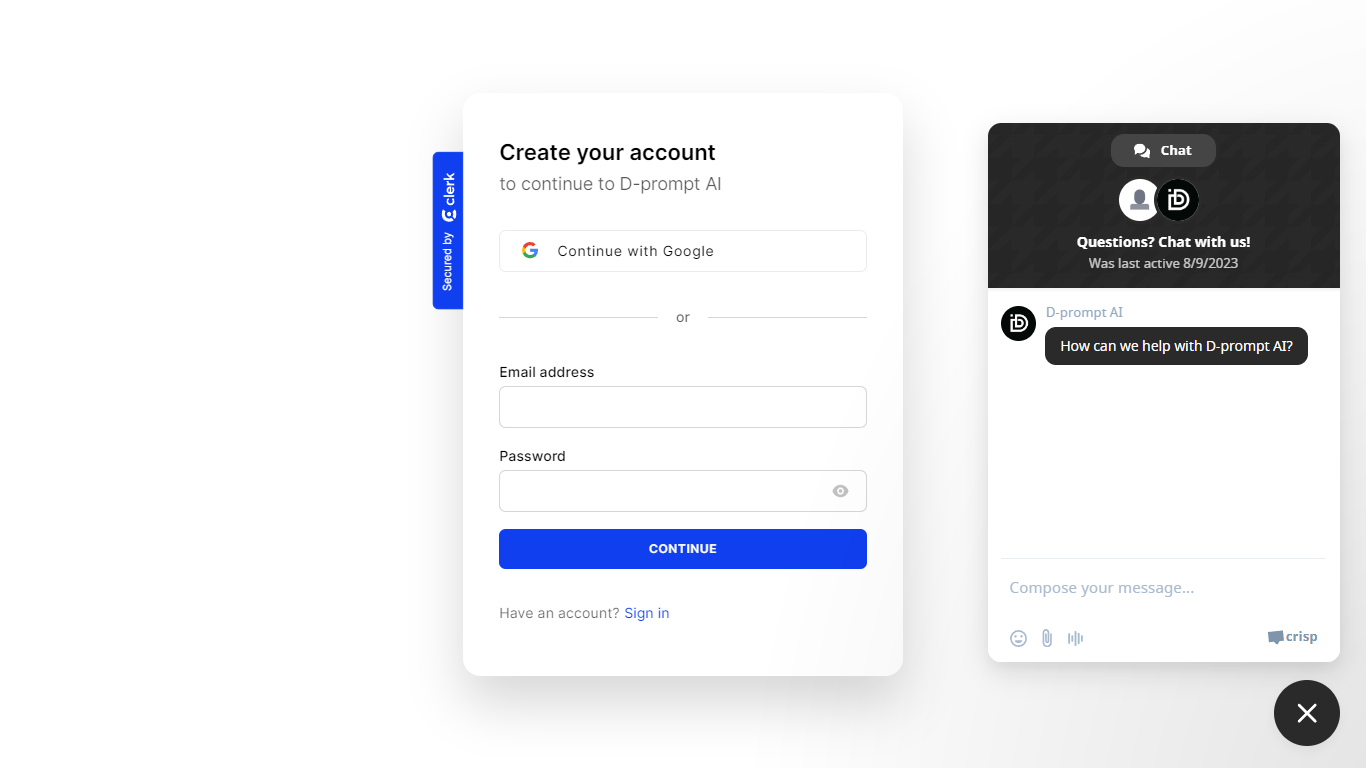 Create your account
to continue to D-prompt AI
Secured by clerk
Continue with Google
or
Email address
Password
CONTINUE
Have an account? Sign in
Chat
Questions? Chat with us!
Was last active 8/9/2023
D-prompt AI
How can we help with D-prompt AI?
Compose your message...
crisp